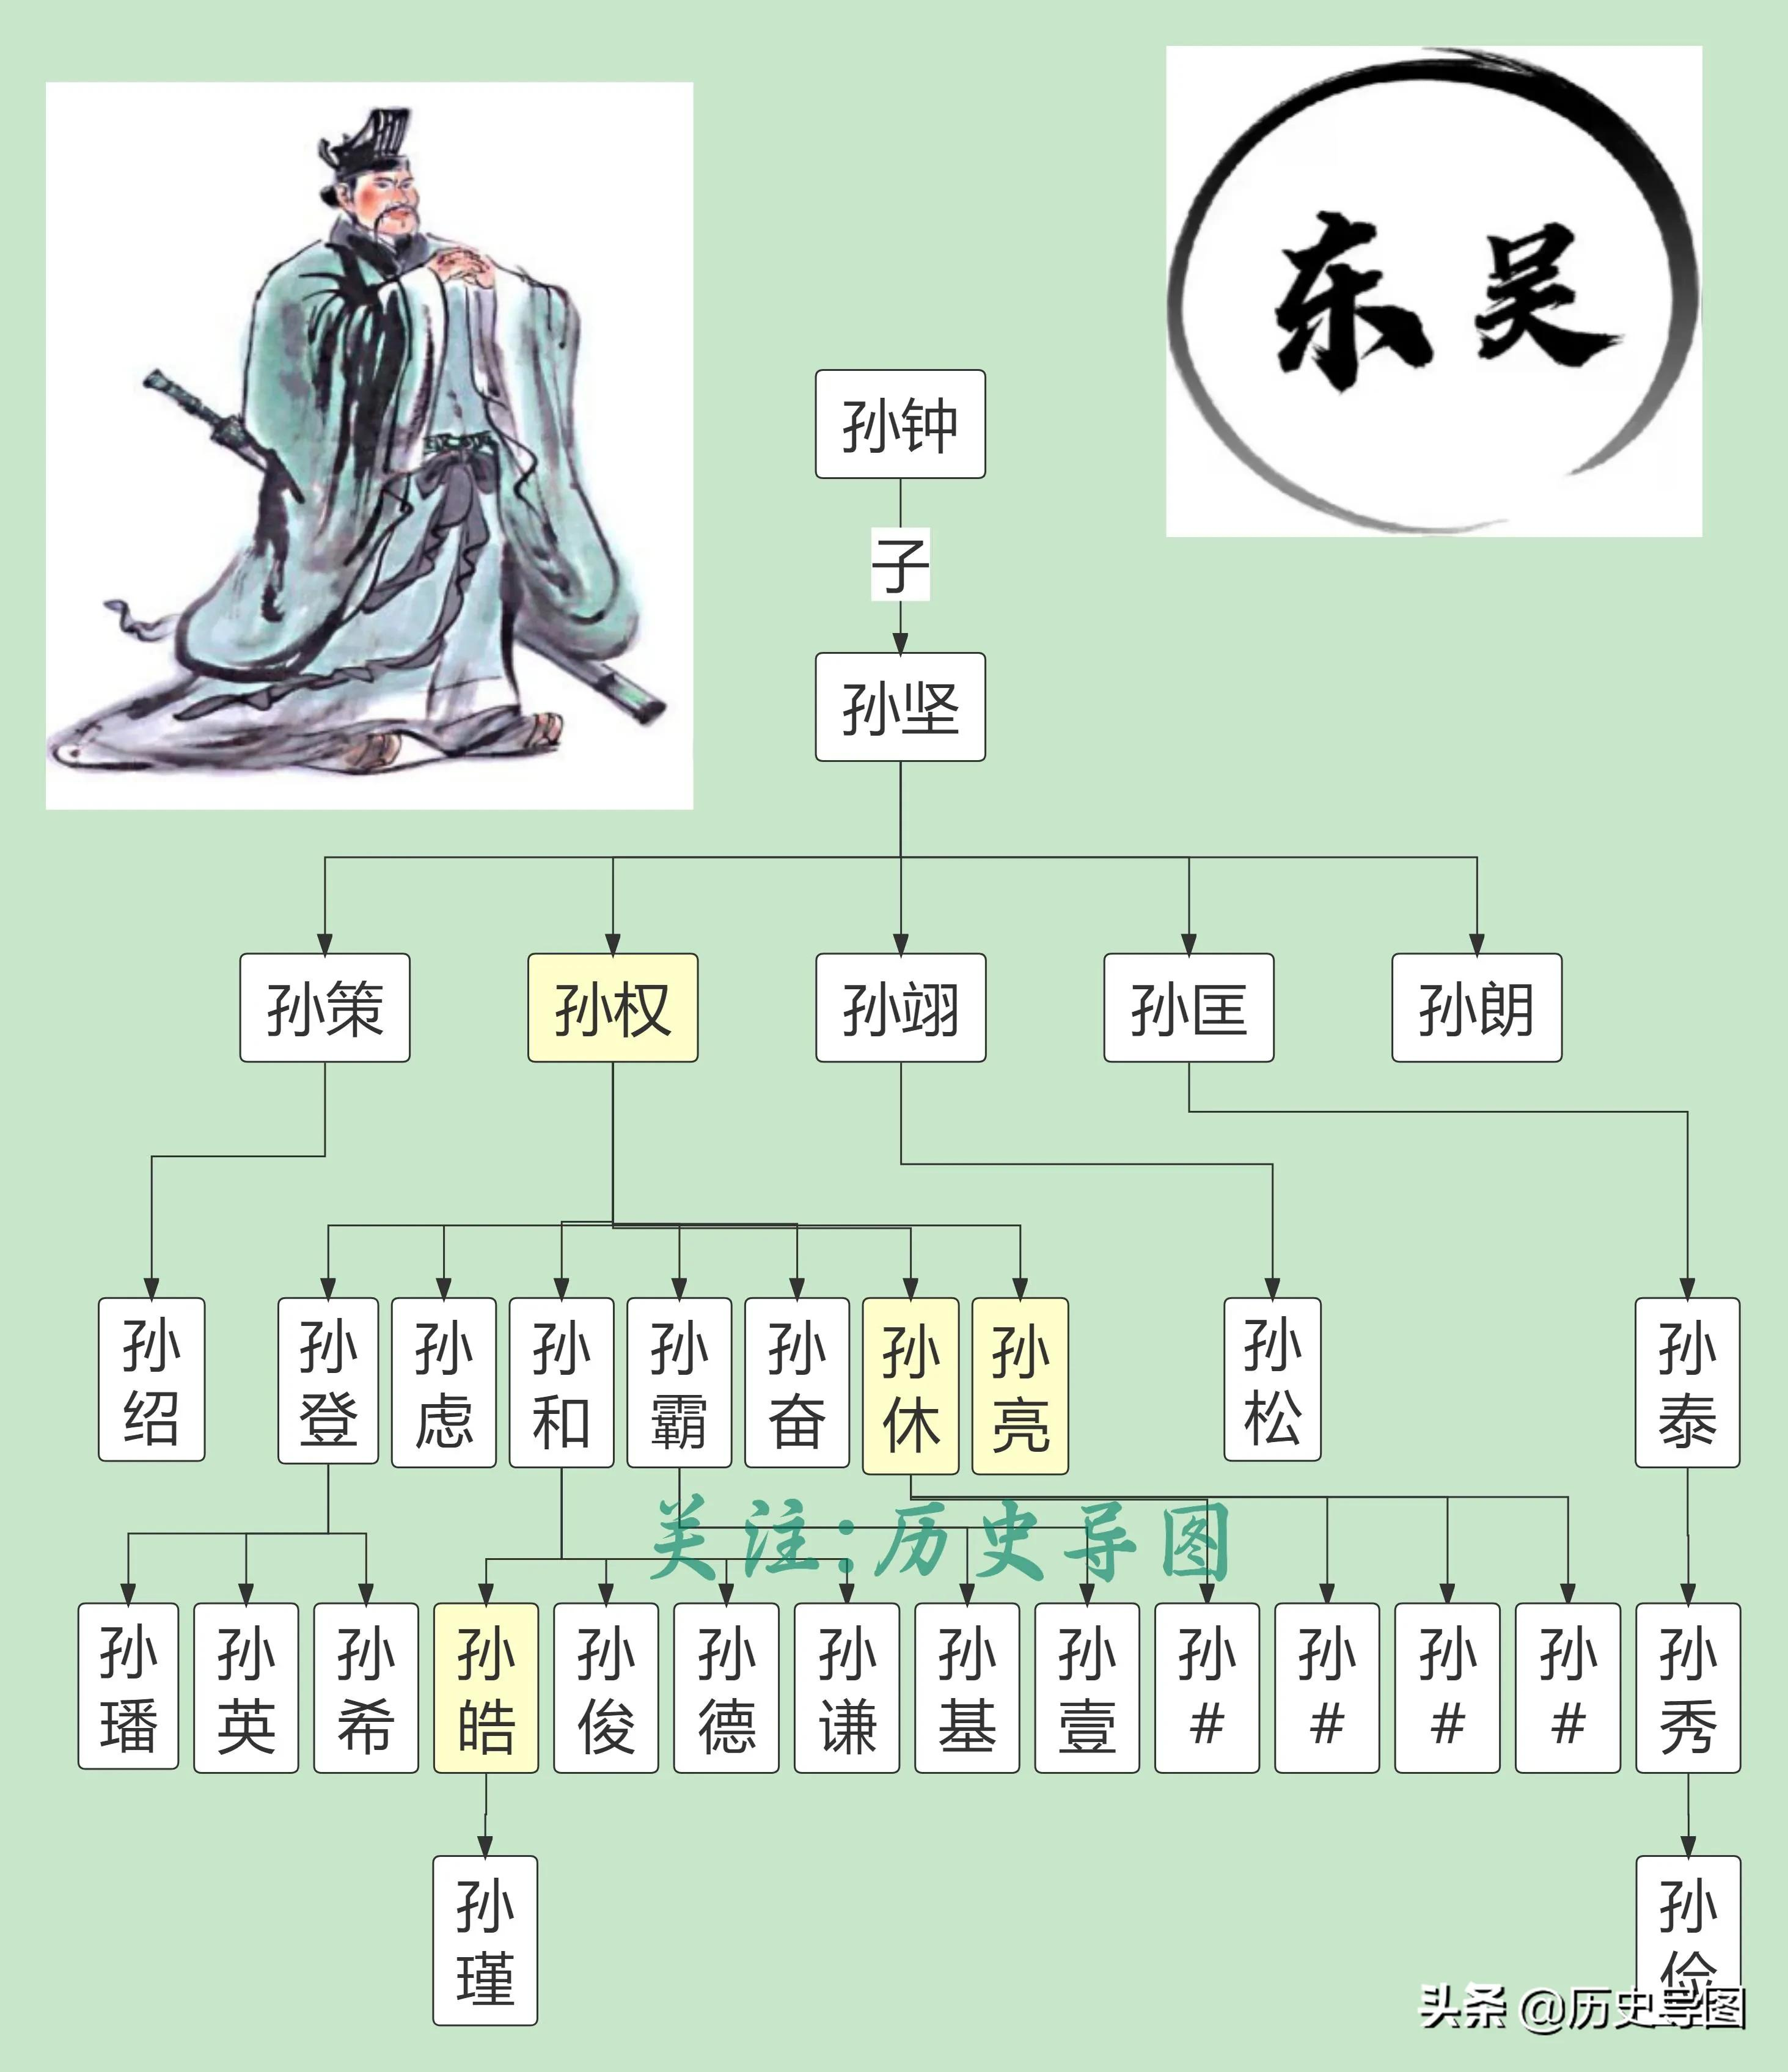 东吴
孙钟
子
孙坚
孙策
孙权
孙翊
孙匡
孙朗
孙绍
孙登
孙虑
孙和
孙霸
孙奋
孙休
孙亮
孙松
孙泰
关注:历史导图
孙璠
孙英
孙希
孙皓
孙俊
孙德
孙谦
孙基
孙壹
孙#
孙#
孙#
孙#
孙秀
孙瑾
孙俭
头条 @历史导图